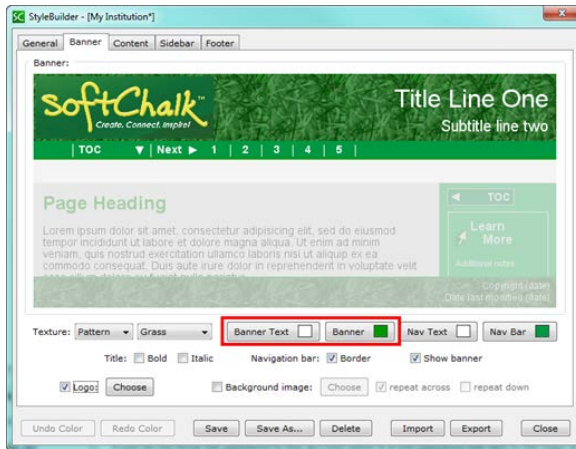 SC StyleBuilder - [My Institution*]
General Banner Content Sidebar Footer
Banner:
SoftChalk™
Create. Connect. Inspire!
Title Line One
Subtitle line two
TOC ▼ | Next ► 1 | 2 | 3 | 4 | 5 |
Page Heading
Lorem ipsum dolor sit amet, consectetur adipisicing elit, sed do eiusmod
tempor incididunt ut labore et dolore magna aliqua. Ut enim ad minim
veniam, quis nostrud exercitation ullamco laboris nisi ut aliquip ex ea
commodo consequat. Duis aute irure dolor in reprehenderit in voluptate velit
◄ TOC
Learn
More
Additional notes
Copyright (date)
Date last modified (date)
Texture: Pattern Grass Banner Text Banner Nav Text Nav Bar
Title: Bold Italic Navigation bar: Border Show banner
Logo: Choose Background image: Choose repeat across repeat down
Undo Color Redo Color Save Save As... Delete Import Export Close